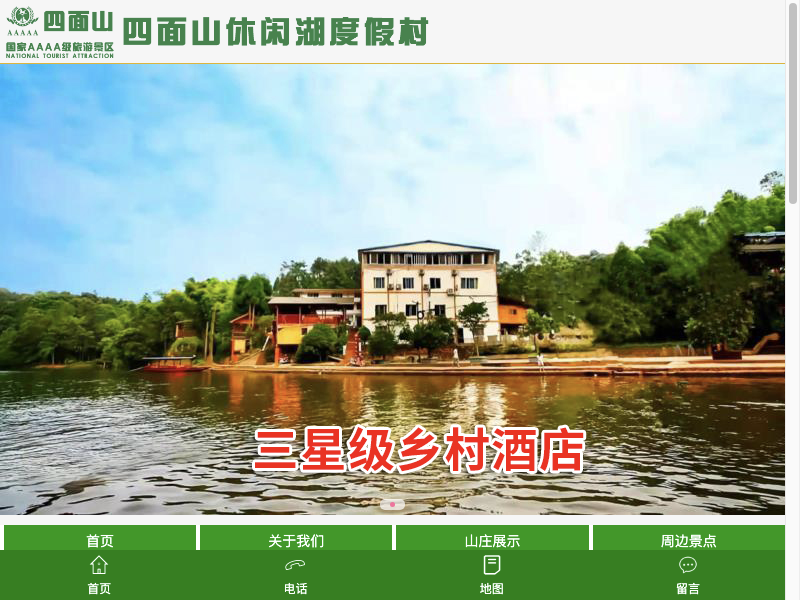 四面山
AAAAA
国家AAAA级旅游景区
NATIONAL TOURIST ATTRACTION
四面山休闲湖度假村
三星级乡村酒店
首页 关于我们 山庄展示 周边景点
首页 电话 地图 留言